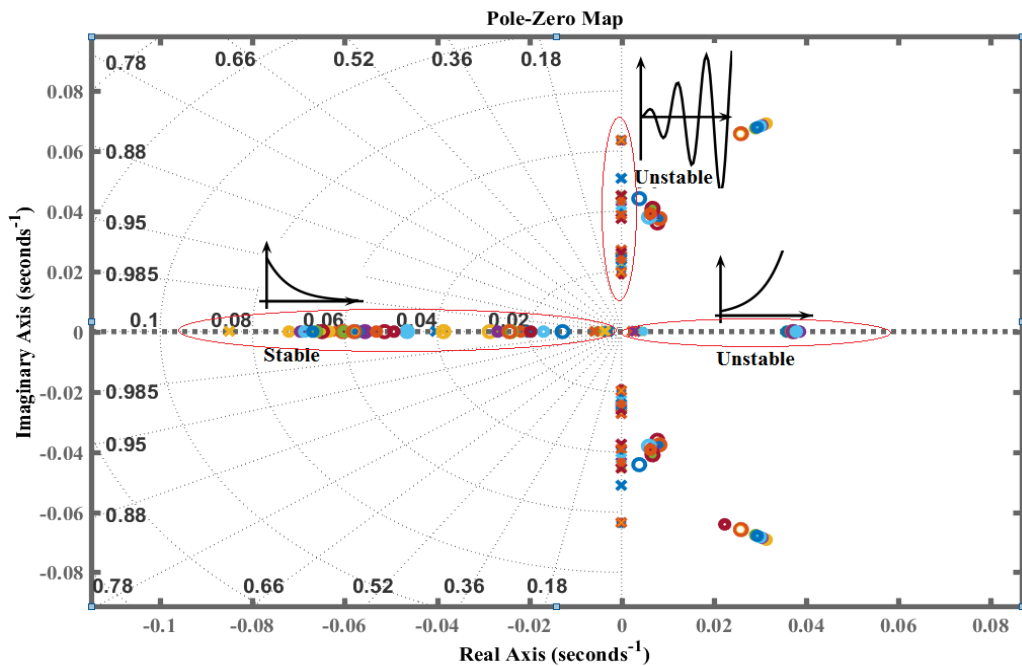 Pole-Zero Map
0.78 0.66 0.52 0.36 0.18
0.08
0.88
0.06
Unstable
0.95
0.04
0.985
0.02
0.1 0.08 0.06 0.04 0.02
0
Stable
Unstable
0.985
-0.02
0.95
-0.04
0.88
-0.06
-0.08
0.78 0.66 0.52 0.36 0.18
-0.1 -0.08 -0.06 -0.04 -0.02 0 0.02 0.04 0.06 0.08
Imaginary Axis (seconds⁻¹)
Real Axis (seconds⁻¹)